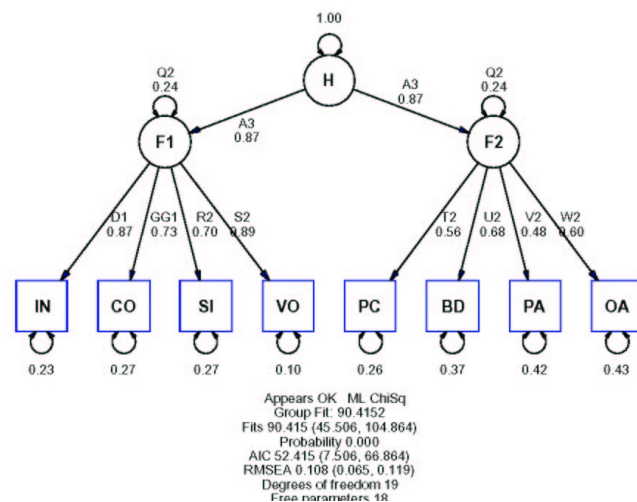 1.00
H
Q2
0.24
A3
0.87
A3
0.87
Q2
0.24
F1
F2
D1
0.87
GG1
0.73
R2
0.70
S2
0.89
T2
0.56
U2
0.68
V2
0.48
W2
0.60
IN
CO
SI
VO
PC
BD
PA
OA
0.23
0.27
0.27
0.10
0.26
0.37
0.42
0.43
Appears OK ML ChiSq
Group Fit: 90.4152
Fits 90.415 (45.506, 104.864)
Probability 0.000
AIC 52.415 (7.506, 66.864)
RMSEA 0.108 (0.065, 0.119)
Degrees of freedom 19
Free parameters 18